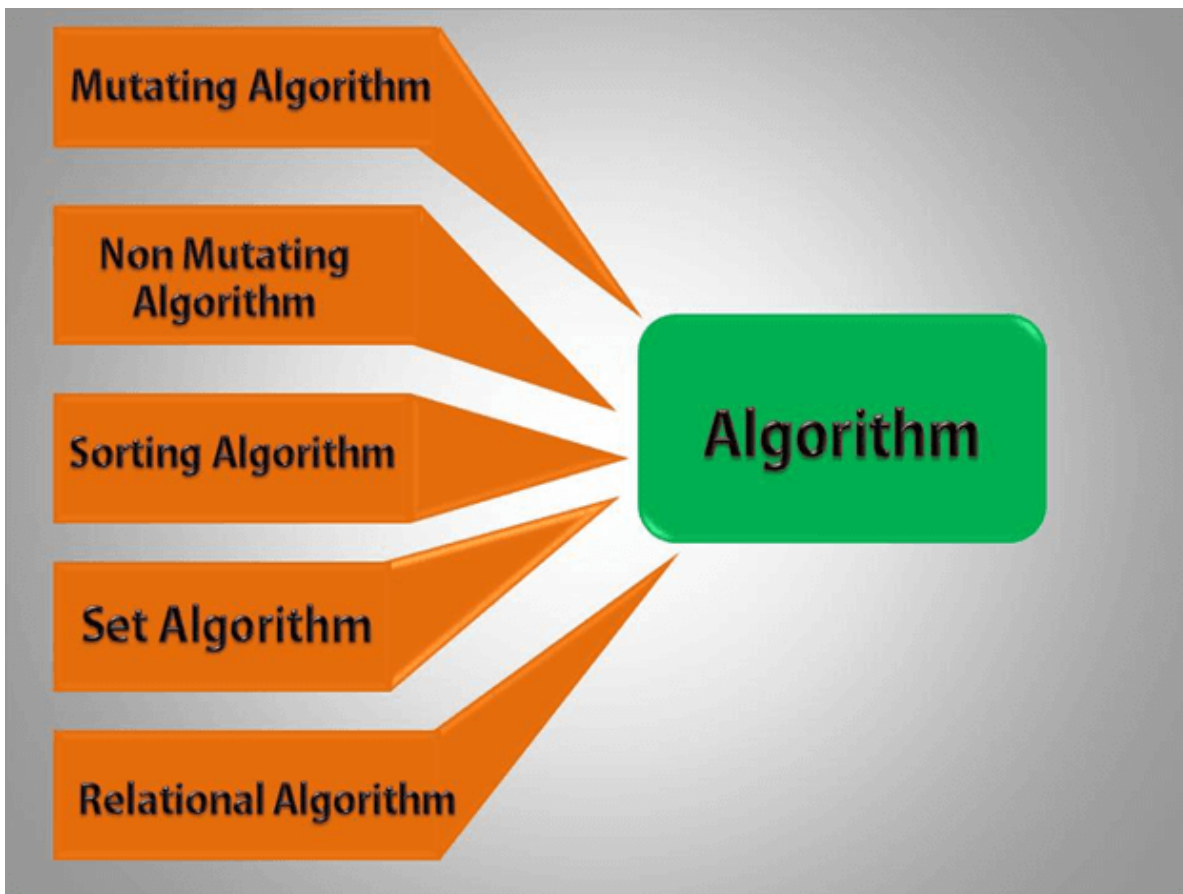 Mutating Algorithm
Non Mutating
Algorithm
Sorting Algorithm
Set Algorithm
Relational Algorithm
Algorithm